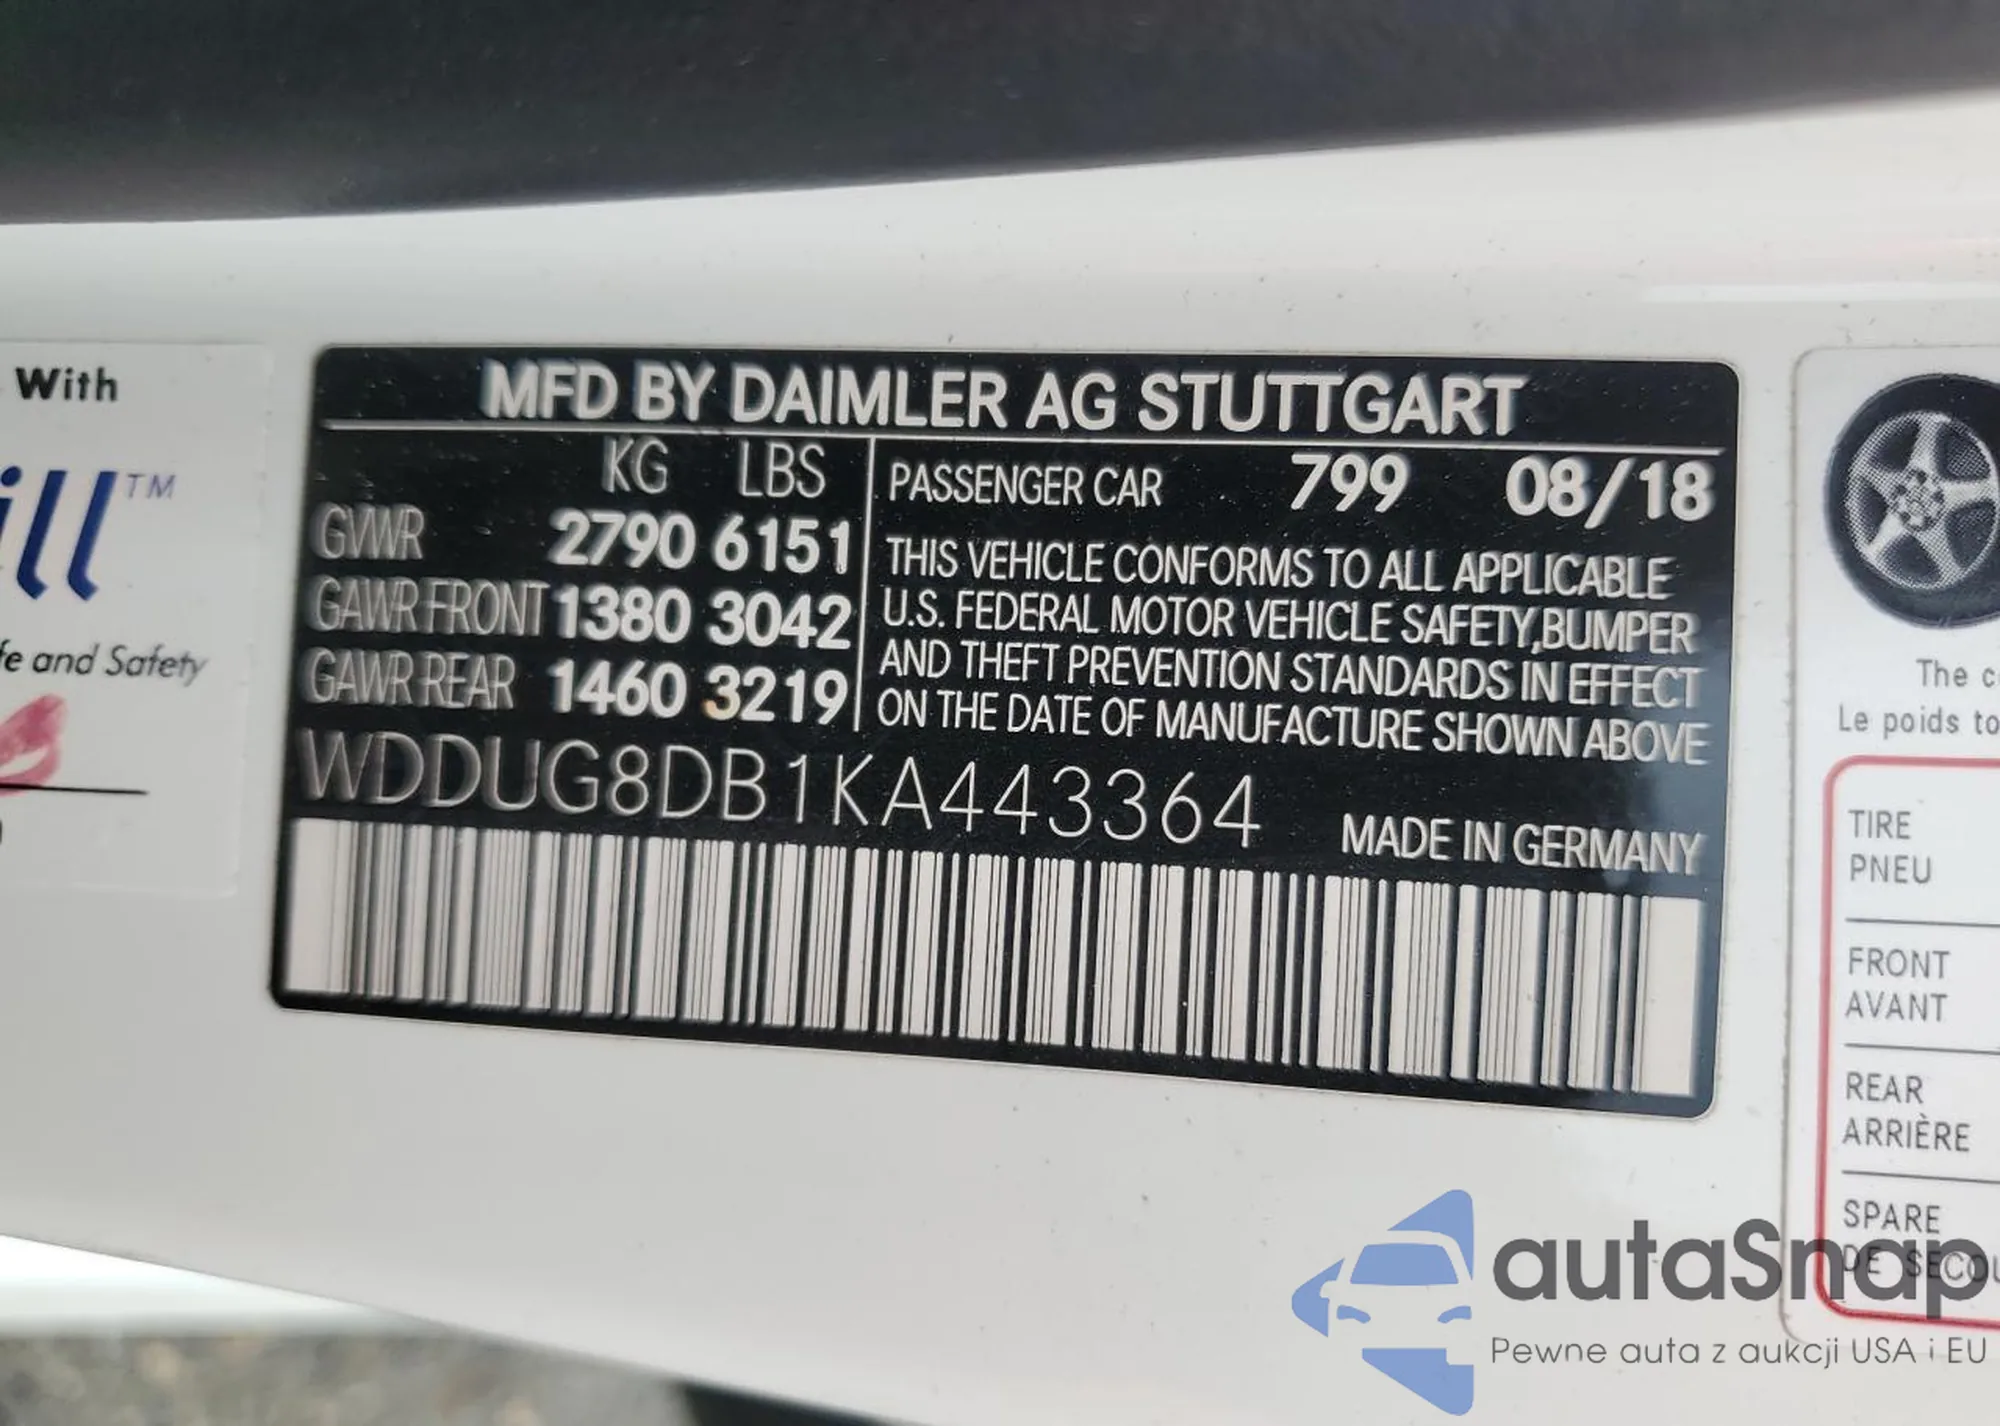 With
ill™
fe and Safety
MFD BY DAIMLER AG STUTTGART
KG LBS
GVWR 2790 6151
GAWR FRONT 1380 3042
GAWR REAR 1460 3219
PASSENGER CAR 799 08/18
THIS VEHICLE CONFORMS TO ALL APPLICABLE
U.S. FEDERAL MOTOR VEHICLE SAFETY,BUMPER
AND THEFT PREVENTION STANDARDS IN EFFECT
ON THE DATE OF MANUFACTURE SHOWN ABOVE
WDDUG8DB1KA443364
MADE IN GERMANY
The c
Le poids to
TIRE
PNEU
FRONT
AVANT
REAR
ARRIÈRE
SPARE
DE SECOU
autaSnap
Pewne auta z aukcji USA i EU